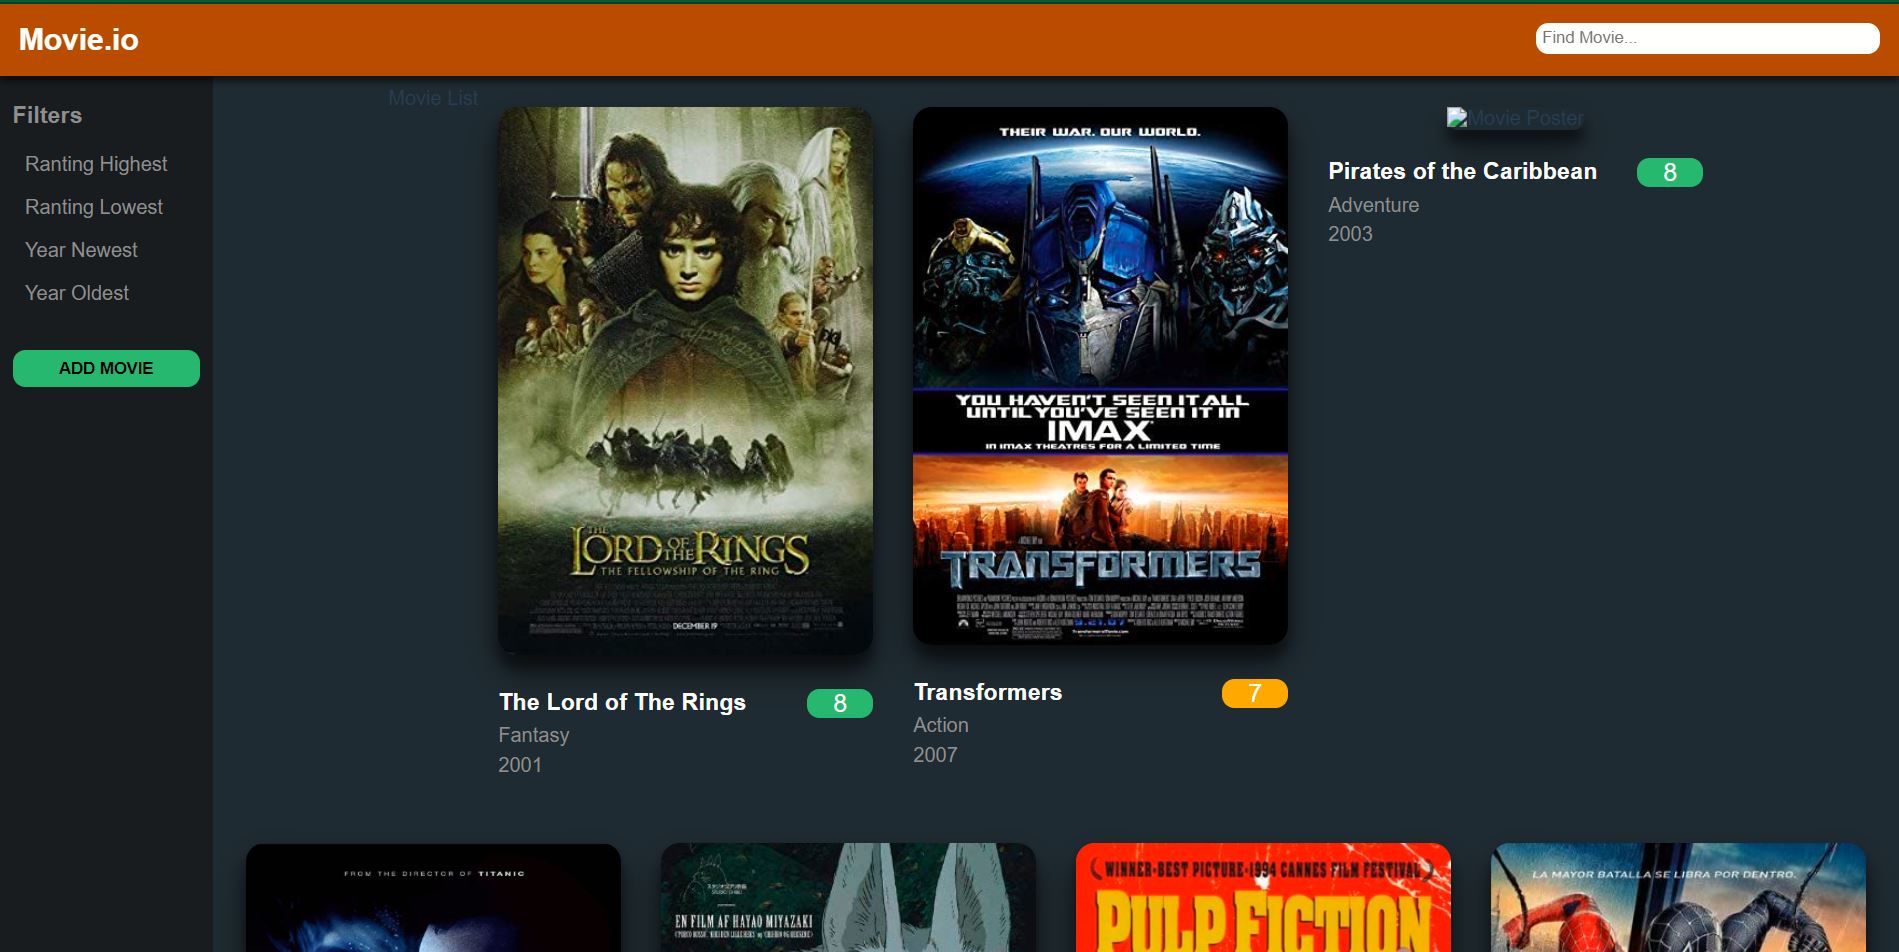 Movie.io
Find Movie...
Filters
Ranting Highest
Ranting Lowest
Year Newest
Year Oldest
ADD MOVIE
Movie List
THE
LORD OF
THE RINGS
THE FELLOWSHIP OF THE RING
DECEMBER 19
The Lord of The Rings
8
Fantasy
2001
THEIR WAR. OUR WORLD.
YOU HAVEN'T SEEN IT ALL
UNTIL YOU'VE SEEN IT IN
IMAX
IN IMAX THEATRES FOR A LIMITED TIME
TRANSFORMERS
Transformers
7
Action
2007
Movie Poster
Pirates of the Caribbean
8
Adventure
2003
FROM THE DIRECTOR OF TITANIC
EN FILM AF HAYAO MIYAZAKI
WINNER-BEST PICTURE-1994 CANNES FILM FESTIVAL
PULP FICTION
LA MAYOR BATALLA SE LIBRA POR DENTRO.